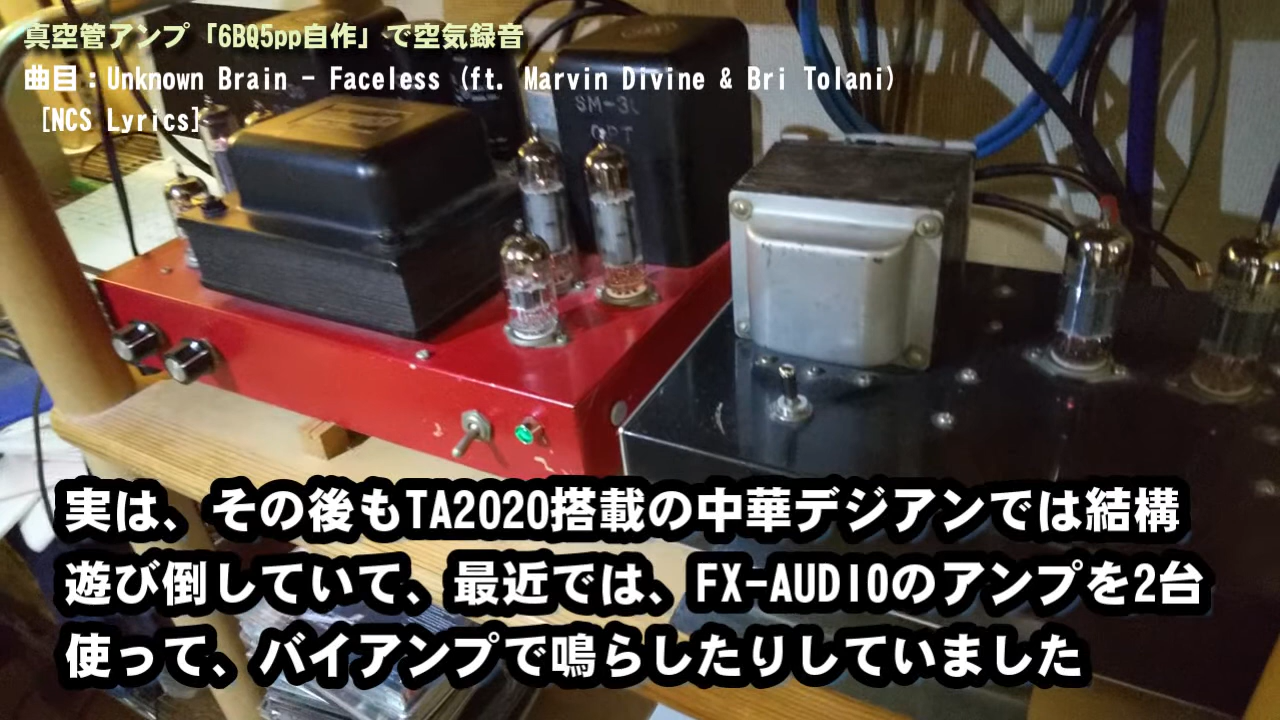 真空管アンプ「6BQ5pp自作」で空気録音
曲目：Unknown Brain - Faceless (ft. Marvin Divine & Bri Tolani)
[NCS Lyrics]
OPT
実は、その後もTA2020搭載の中華デジアンでは結構
遊び倒していて、最近では、FX-AUDIOのアンプを2台
使って、バイアンプで鳴らしたりしていました